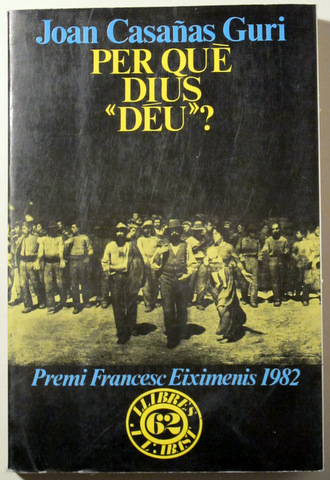 Joan Casañas Guri
PER QUÈ
DIUS
«DÉU»?
Premi Francesc Eiximenis 1982
LLIBRES
62
A L'ABAST